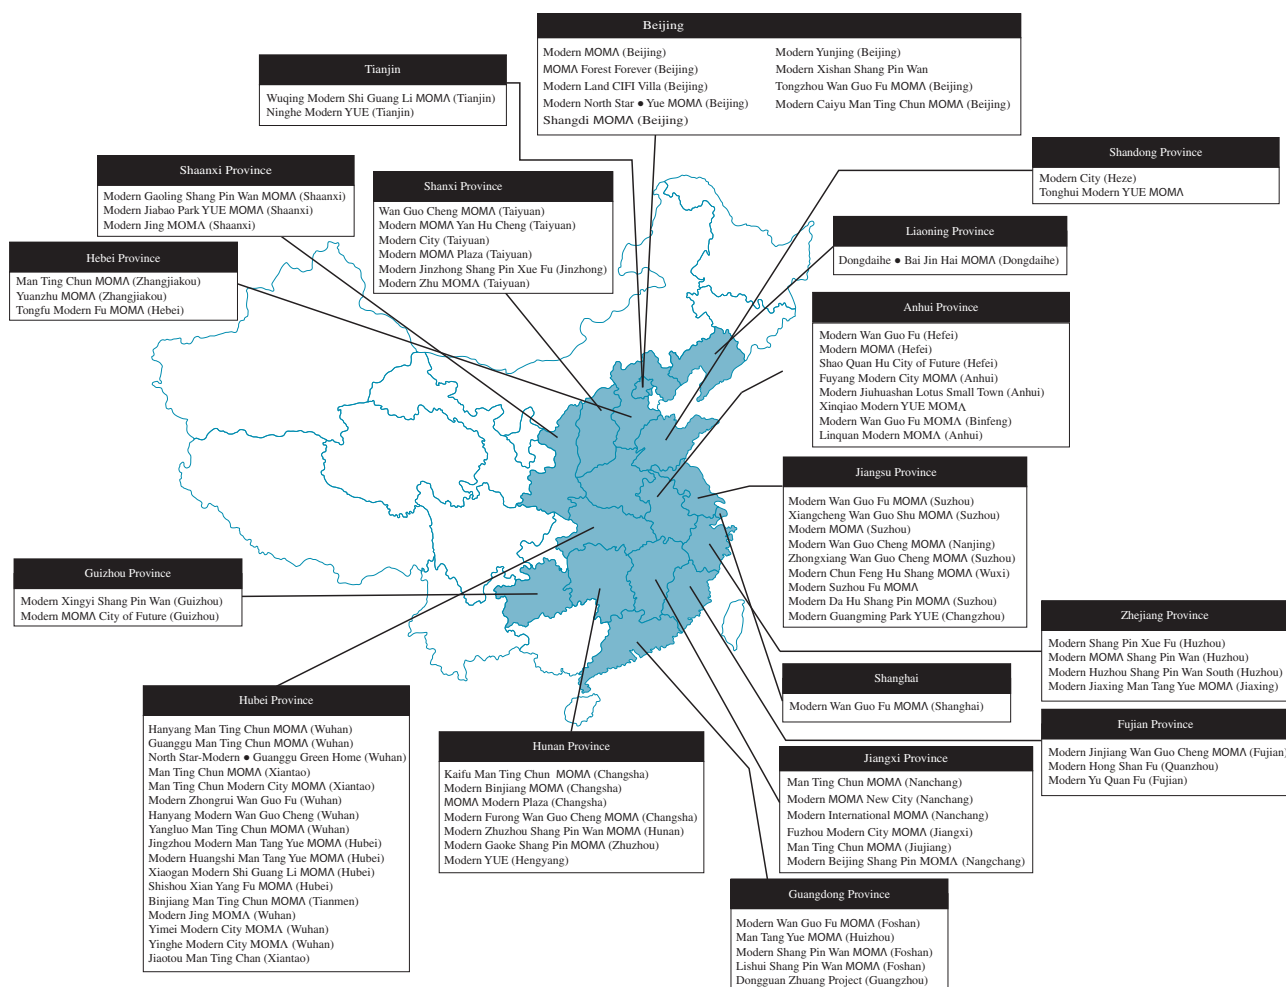 Beijing
Modern MOMΛ (Beijing)
MOMΛ Forest Forever (Beijing)
Modern Land CIFI Villa (Beijing)
Modern North Star ● Yue MOMΛ (Beijing)
Shangdi MOMΛ (Beijing)
Modern Yunjing (Beijing)
Modern Xishan Shang Pin Wan
Tongzhou Wan Guo Fu MOMΛ (Beijing)
Modern Caiyu Man Ting Chun MOMΛ (Beijing)
Tianjin
Wuqing Modern Shi Guang Li MOMΛ (Tianjin)
Ninghe Modern YUE (Tianjin)
Shaanxi Province
Modern Gaoling Shang Pin Wan MOMΛ (Shaanxi)
Modern Jiabao Park YUE MOMΛ (Shaanxi)
Modern Jing MOMΛ (Shaanxi)
Shanxi Province
Wan Guo Cheng MOMΛ (Taiyuan)
Modern MOMΛ Yan Hu Cheng (Taiyuan)
Modern City (Taiyuan)
Modern MOMΛ Plaza (Taiyuan)
Modern Jinzhong Shang Pin Xue Fu (Jinzhong)
Modern Zhu MOMΛ (Taiyuan)
Shandong Province
Modern City (Heze)
Tonghui Modern YUE MOMΛ
Liaoning Province
Dongdaihe ● Bai Jin Hai MOMΛ (Dongdaihe)
Hebei Province
Man Ting Chun MOMΛ (Zhangjiakou)
Yuanzhu MOMΛ (Zhangjiakou)
Tongfu Modern Fu MOMΛ (Hebei)
Anhui Province
Modern Wan Guo Fu (Hefei)
Modern MOMΛ (Hefei)
Shao Quan Hu City of Future (Hefei)
Fuyang Modern City MOMΛ (Anhui)
Modern Jiuhuashan Lotus Small Town (Anhui)
Xinqiao Modern YUE MOMΛ
Modern Wan Guo Fu MOMΛ (Binfeng)
Linquan Modern MOMΛ (Anhui)
Jiangsu Province
Modern Wan Guo Fu MOMΛ (Suzhou)
Xiangcheng Wan Guo Shu MOMΛ (Suzhou)
Modern MOMΛ (Suzhou)
Modern Wan Guo Cheng MOMΛ (Nanjing)
Zhongxiang Wan Guo Cheng MOMΛ (Suzhou)
Modern Chun Feng Hu Shang MOMΛ (Wuxi)
Modern Suzhou Fu MOMΛ
Modern Da Hu Shang Pin MOMΛ (Suzhou)
Modern Guangming Park YUE (Changzhou)
Guizhou Province
Modern Xingyi Shang Pin Wan (Guizhou)
Modern MOMΛ City of Future (Guizhou)
Zhejiang Province
Modern Shang Pin Xue Fu (Huzhou)
Modern MOMΛ Shang Pin Wan (Huzhou)
Modern Huzhou Shang Pin Wan South (Huzhou)
Modern Jiaxing Man Tang Yue MOMΛ (Jiaxing)
Shanghai
Modern Wan Guo Fu MOMΛ (Shanghai)
Hubei Province
Hanyang Man Ting Chun MOMΛ (Wuhan)
Guanggu Man Ting Chun MOMΛ (Wuhan)
North Star-Modern ● Guanggu Green Home (Wuhan)
Man Ting Chun MOMΛ (Xiantao)
Man Ting Chun Modern City MOMΛ (Xiantao)
Modern Zhongrui Wan Guo Fu (Wuhan)
Hanyang Modern Wan Guo Cheng (Wuhan)
Yangluo Man Ting Chun MOMΛ (Wuhan)
Jingzhou Modern Man Tang Yue MOMΛ (Hubei)
Modern Huangshi Man Tang Yue MOMΛ (Hubei)
Xiaogan Modern Shi Guang Li MOMΛ (Hubei)
Shishou Xian Yang Fu MOMΛ (Hubei)
Binjiang Man Ting Chun MOMΛ (Tianmen)
Modern Jing MOMΛ (Wuhan)
Yimei Modern City MOMΛ (Wuhan)
Yinghe Modern City MOMΛ (Wuhan)
Jiaotou Man Ting Chan (Xiantao)
Fujian Province
Modern Jinjiang Wan Guo Cheng MOMΛ (Fujian)
Modern Hong Shan Fu (Quanzhou)
Modern Yu Quan Fu (Fujian)
Hunan Province
Kaifu Man Ting Chun MOMΛ (Changsha)
Modern Binjiang MOMΛ (Changsha)
MOMΛ Modern Plaza (Changsha)
Modern Furong Wan Guo Cheng MOMΛ (Changsha)
Modern Zhuzhou Shang Pin Wan MOMΛ (Hunan)
Modern Gaoke Shang Pin MOMΛ (Zhuzhou)
Modern YUE (Hengyang)
Jiangxi Province
Man Ting Chun MOMΛ (Nanchang)
Modern MOMΛ New City (Nanchang)
Modern International MOMΛ (Nanchang)
Fuzhou Modern City MOMΛ (Jiangxi)
Man Ting Chun MOMΛ (Jiujiang)
Modern Beijing Shang Pin MOMΛ (Nangchang)
Guangdong Province
Modern Wan Guo Fu MOMΛ (Foshan)
Man Tang Yue MOMΛ (Huizhou)
Modern Shang Pin Wan MOMΛ (Foshan)
Lishui Shang Pin Wan MOMΛ (Foshan)
Dongguan Zhuang Project (Guangzhou)